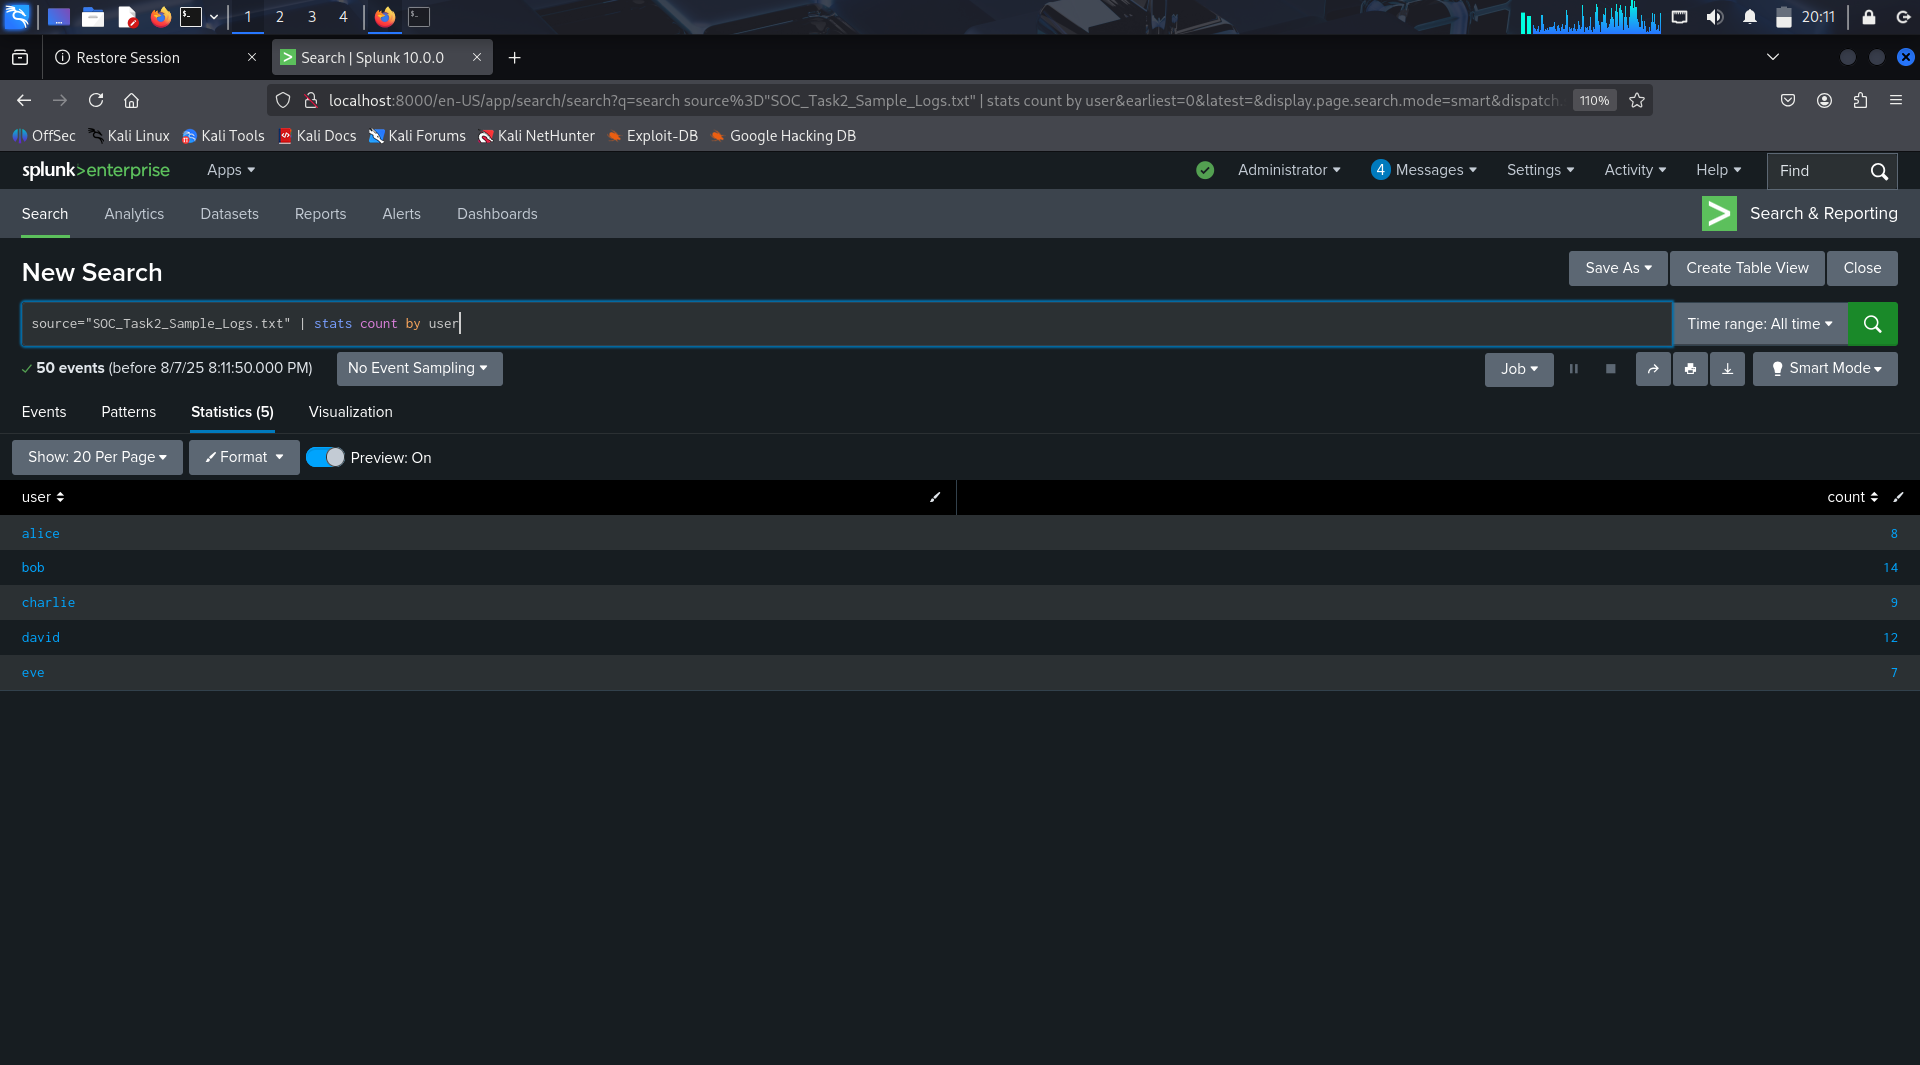 1 2 3 4 20:11
Restore Session Search | Splunk 10.0.0
localhost:8000/en-US/app/search/search?q=search source%3D"SOC_Task2_Sample_Logs.txt" | stats count by user&earliest=0&latest=&display.page.search.mode=smart&dispatch. 110%
OffSec Kali Linux Kali Tools Kali Docs Kali Forums Kali NetHunter Exploit-DB Google Hacking DB
splunk>enterprise Apps Administrator 4 Messages Settings Activity Help Find
Search Analytics Datasets Reports Alerts Dashboards Search & Reporting
New Search Save As Create Table View Close
source="SOC_Task2_Sample_Logs.txt" | stats count by user Time range: All time
50 events (before 8/7/25 8:11:50.000 PM) No Event Sampling Job Smart Mode
Events Patterns Statistics (5) Visualization
Show: 20 Per Page Format Preview: On
user count
alice 8
bob 14
charlie 9
david 12
eve 7